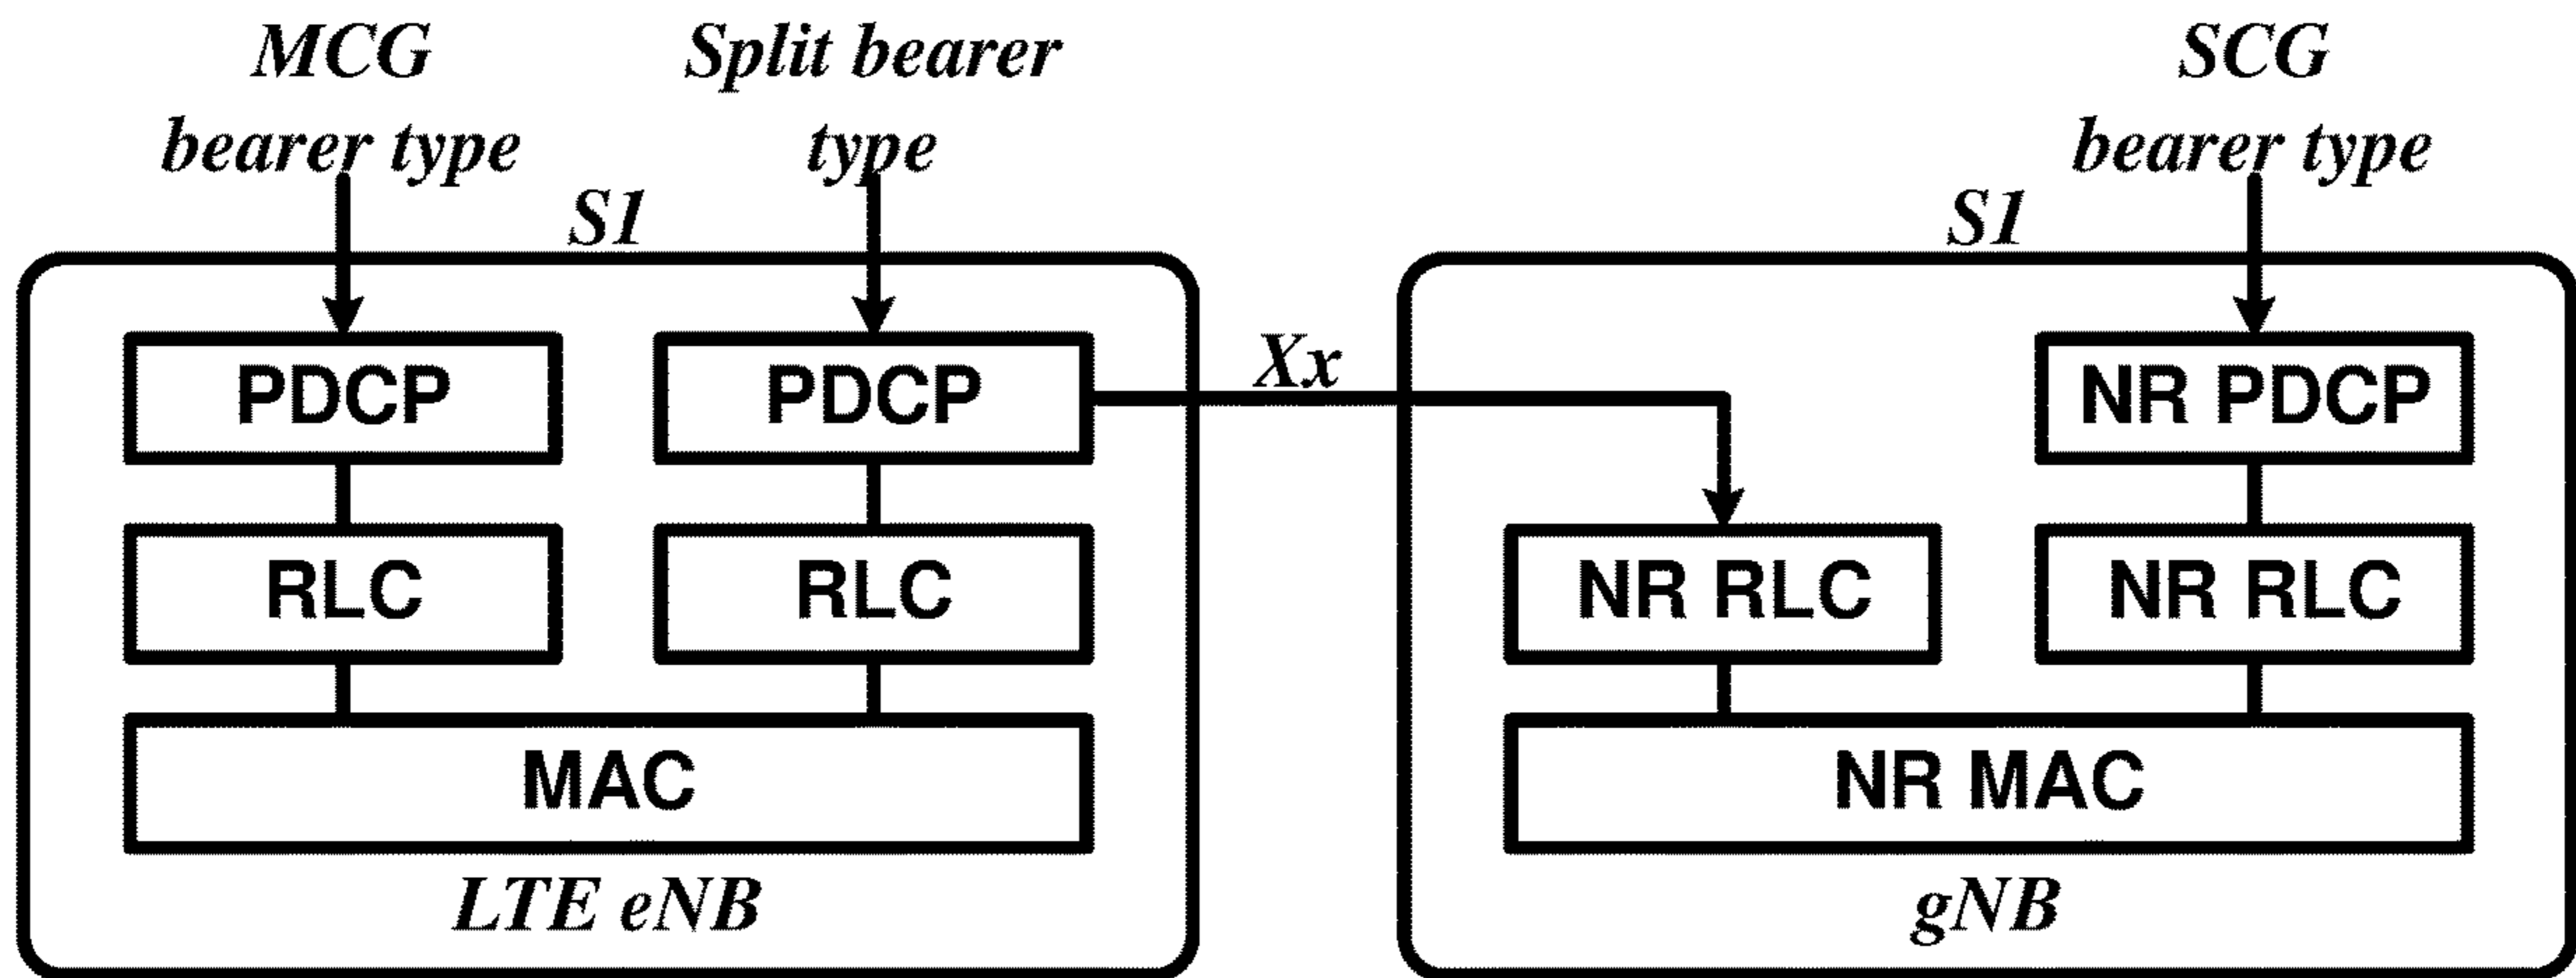 MCG
bearer type
Split bearer
type
SCG
bearer type
S1
S1
Xx
PDCP
PDCP
NR PDCP
RLC
RLC
NR RLC
NR RLC
MAC
NR MAC
LTE eNB
gNB